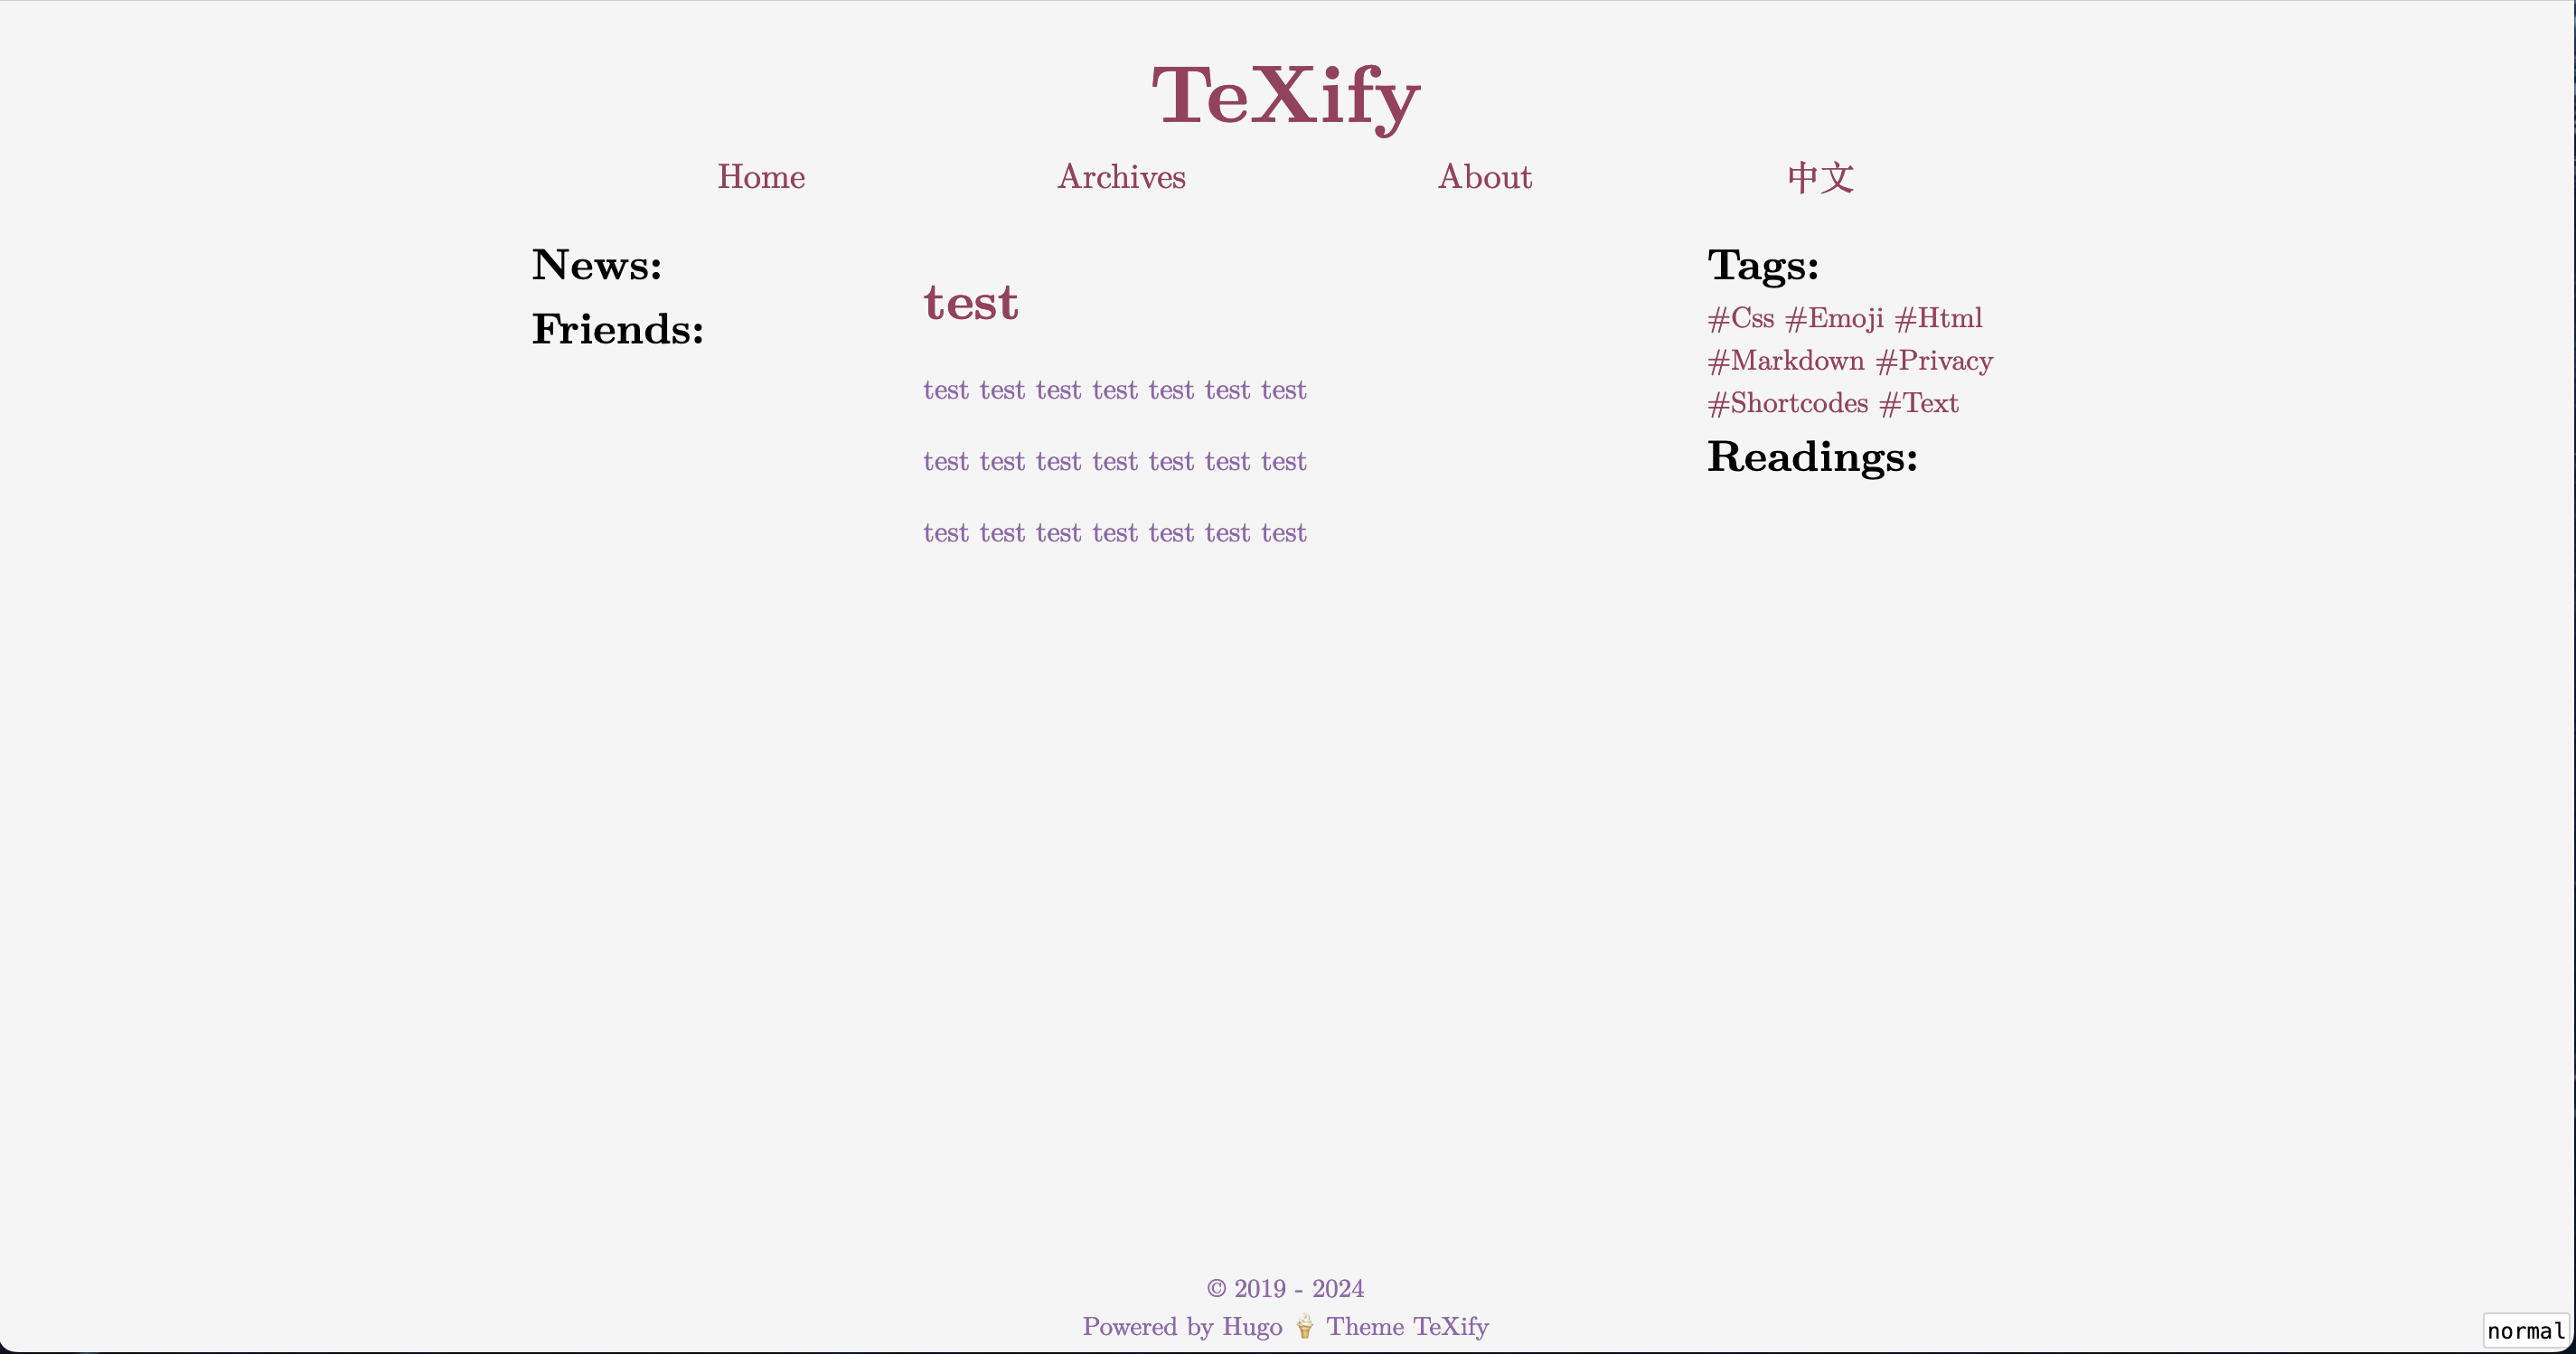 TeXify
Home Archives About 中文
News:
Friends:
test
test test test test test test test
test test test test test test test
test test test test test test test
Tags:
#Css #Emoji #Html
#Markdown #Privacy
#Shortcodes #Text
Readings:
© 2019 - 2024
Powered by Hugo 🍦 Theme TeXify
normal